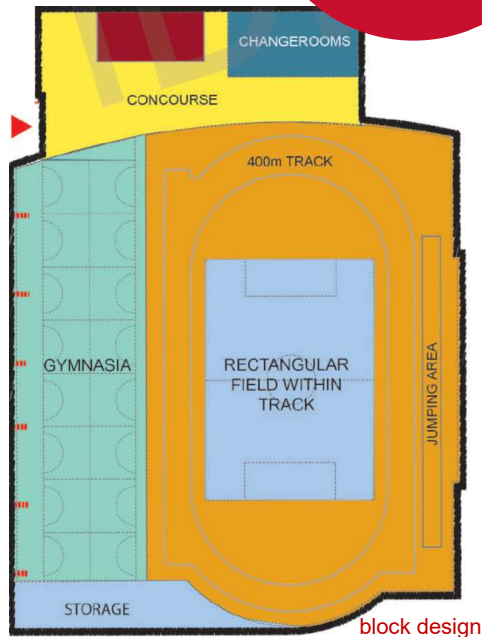 CHANGEROOMS
CONCOURSE
400m TRACK
GYMNASIA
RECTANGULAR
FIELD WITHIN
TRACK
JUMPING AREA
STORAGE
block design